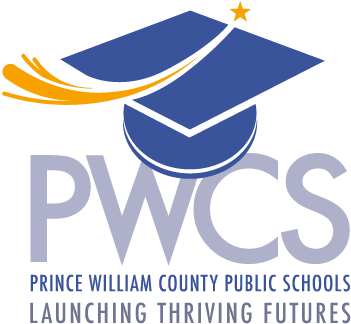 PWCS
PRINCE WILLIAM COUNTY PUBLIC SCHOOLS
LAUNCHING THRIVING FUTURES